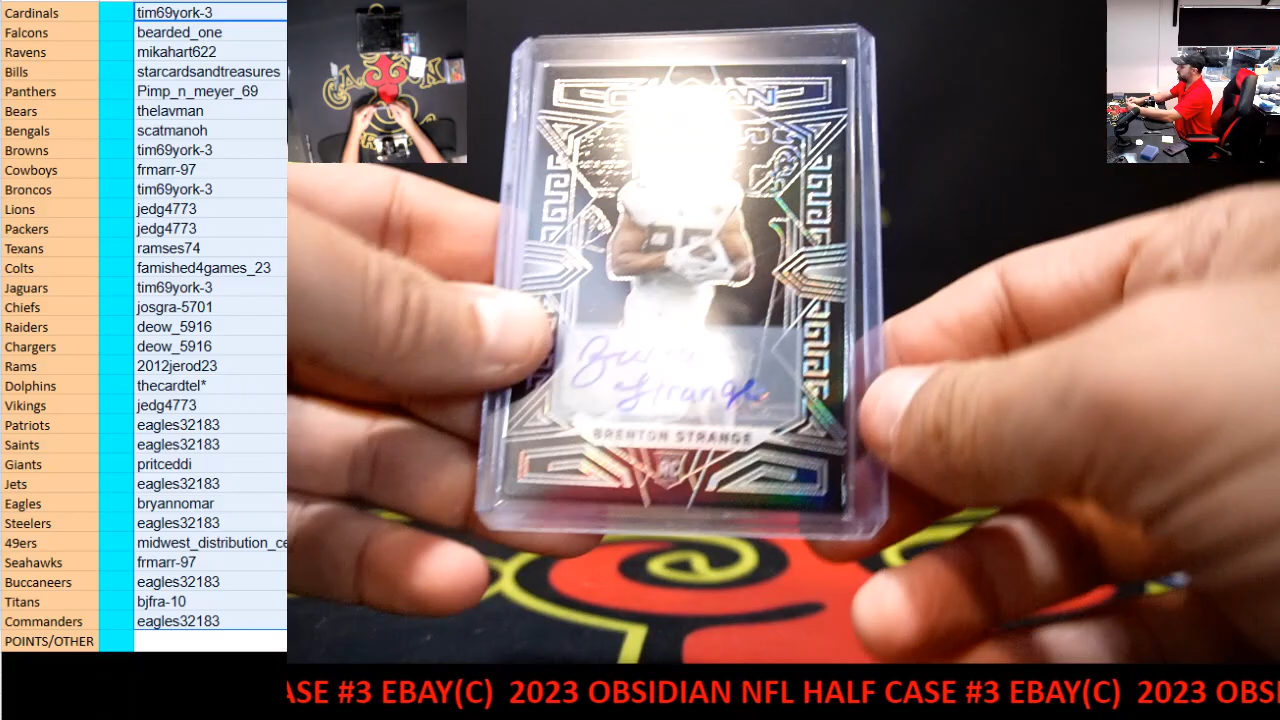 Cardinals tim69york-3
Falcons bearded_one
Ravens mikahart622
Bills starcardsandtreasures
Panthers Pimp_n_meyer_69
Bears thelavman
Bengals scatmanoh
Browns tim69york-3
Cowboys frmarr-97
Broncos tim69york-3
Lions jedg4773
Packers jedg4773
Texans ramses74
Colts famished4games_23
Jaguars tim69york-3
Chiefs josgra-5701
Raiders deow_5916
Chargers deow_5916
Rams 2012jerod23
Dolphins thecardtel*
Vikings jedg4773
Patriots eagles32183
Saints eagles32183
Giants pritceddi
Jets eagles32183
Eagles bryannomar
Steelers eagles32183
49ers midwest_distribution_ce
Seahawks frmarr-97
Buccaneers eagles32183
Titans bjfra-10
Commanders eagles32183
POINTS/OTHER
Strange
BRENTON STRANGE
RC
ASE #3 EBAY(C) 2023 OBSIDIAN NFL HALF CASE #3 EBAY(C) 2023 OBS